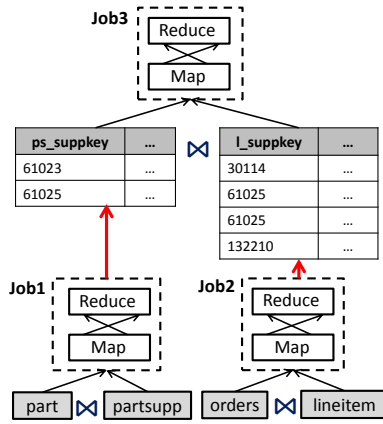 Job3
Reduce
Map
ps_suppkey ...
61023 ...
61025 ...
l_suppkey ...
30114 ...
61025 ...
61025 ...
132210 ...
Job1
Reduce
Map
Job2
Reduce
Map
part ⋈ partsupp
orders ⋈ lineitem